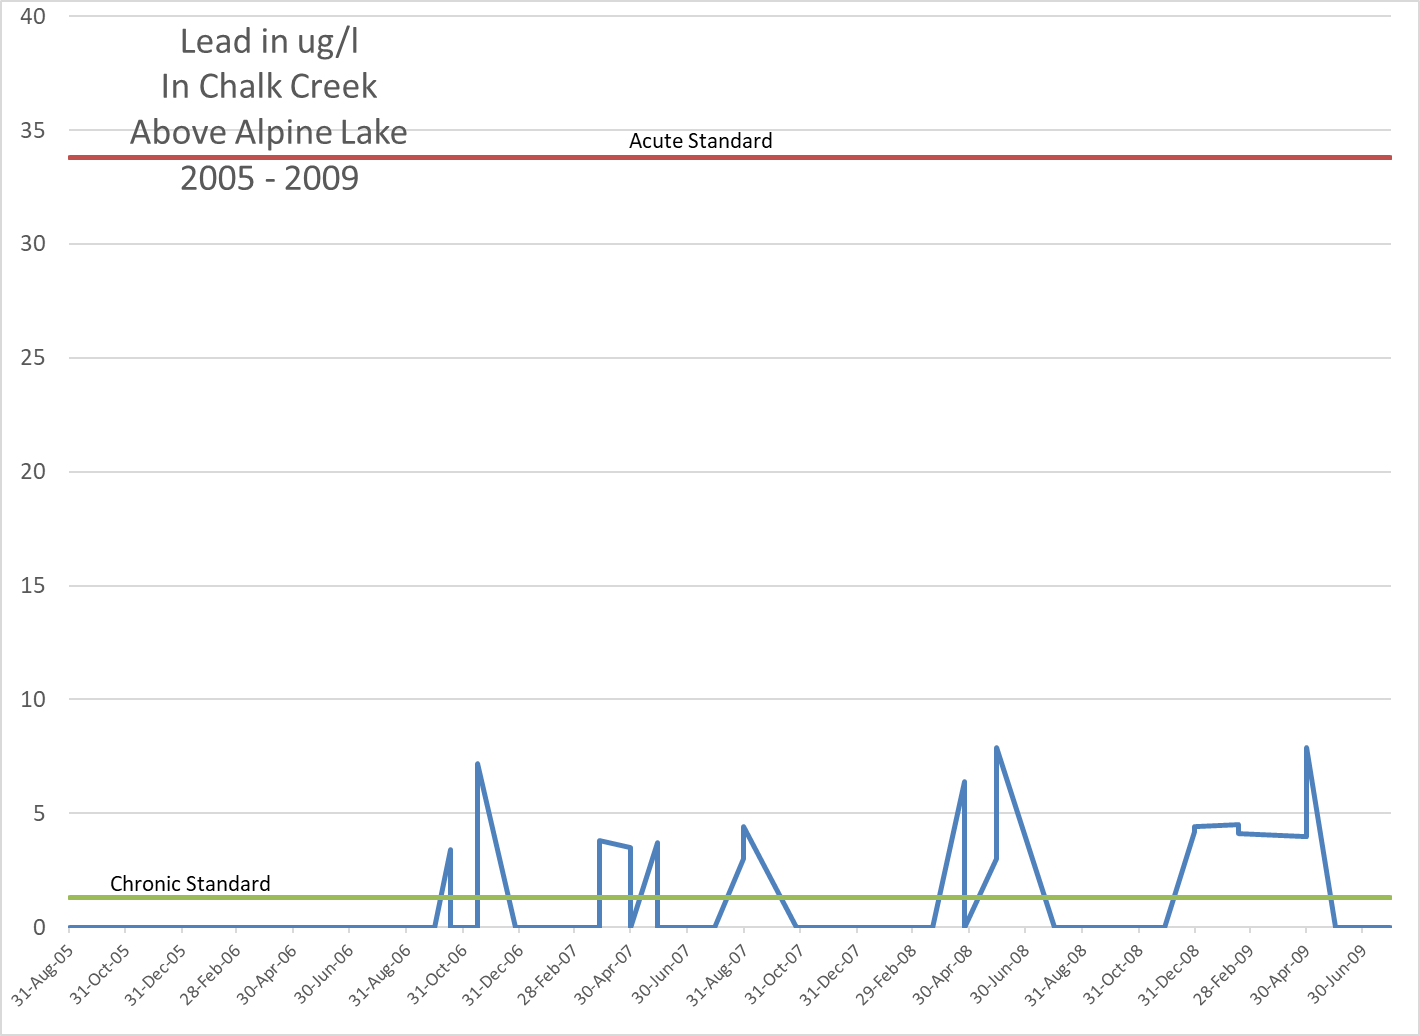 40
Lead in ug/l
In Chalk Creek
Above Alpine Lake
2005 - 2009
35
Acute Standard
30
25
20
15
10
5
Chronic Standard
0
31-Aug-05
31-Oct-05
31-Dec-05
28-Feb-06
30-Apr-06
30-Jun-06
31-Aug-06
31-Oct-06
31-Dec-06
28-Feb-07
30-Apr-07
30-Jun-07
31-Aug-07
31-Oct-07
31-Dec-07
29-Feb-08
30-Apr-08
30-Jun-08
31-Aug-08
31-Oct-08
31-Dec-08
28-Feb-09
30-Apr-09
30-Jun-09